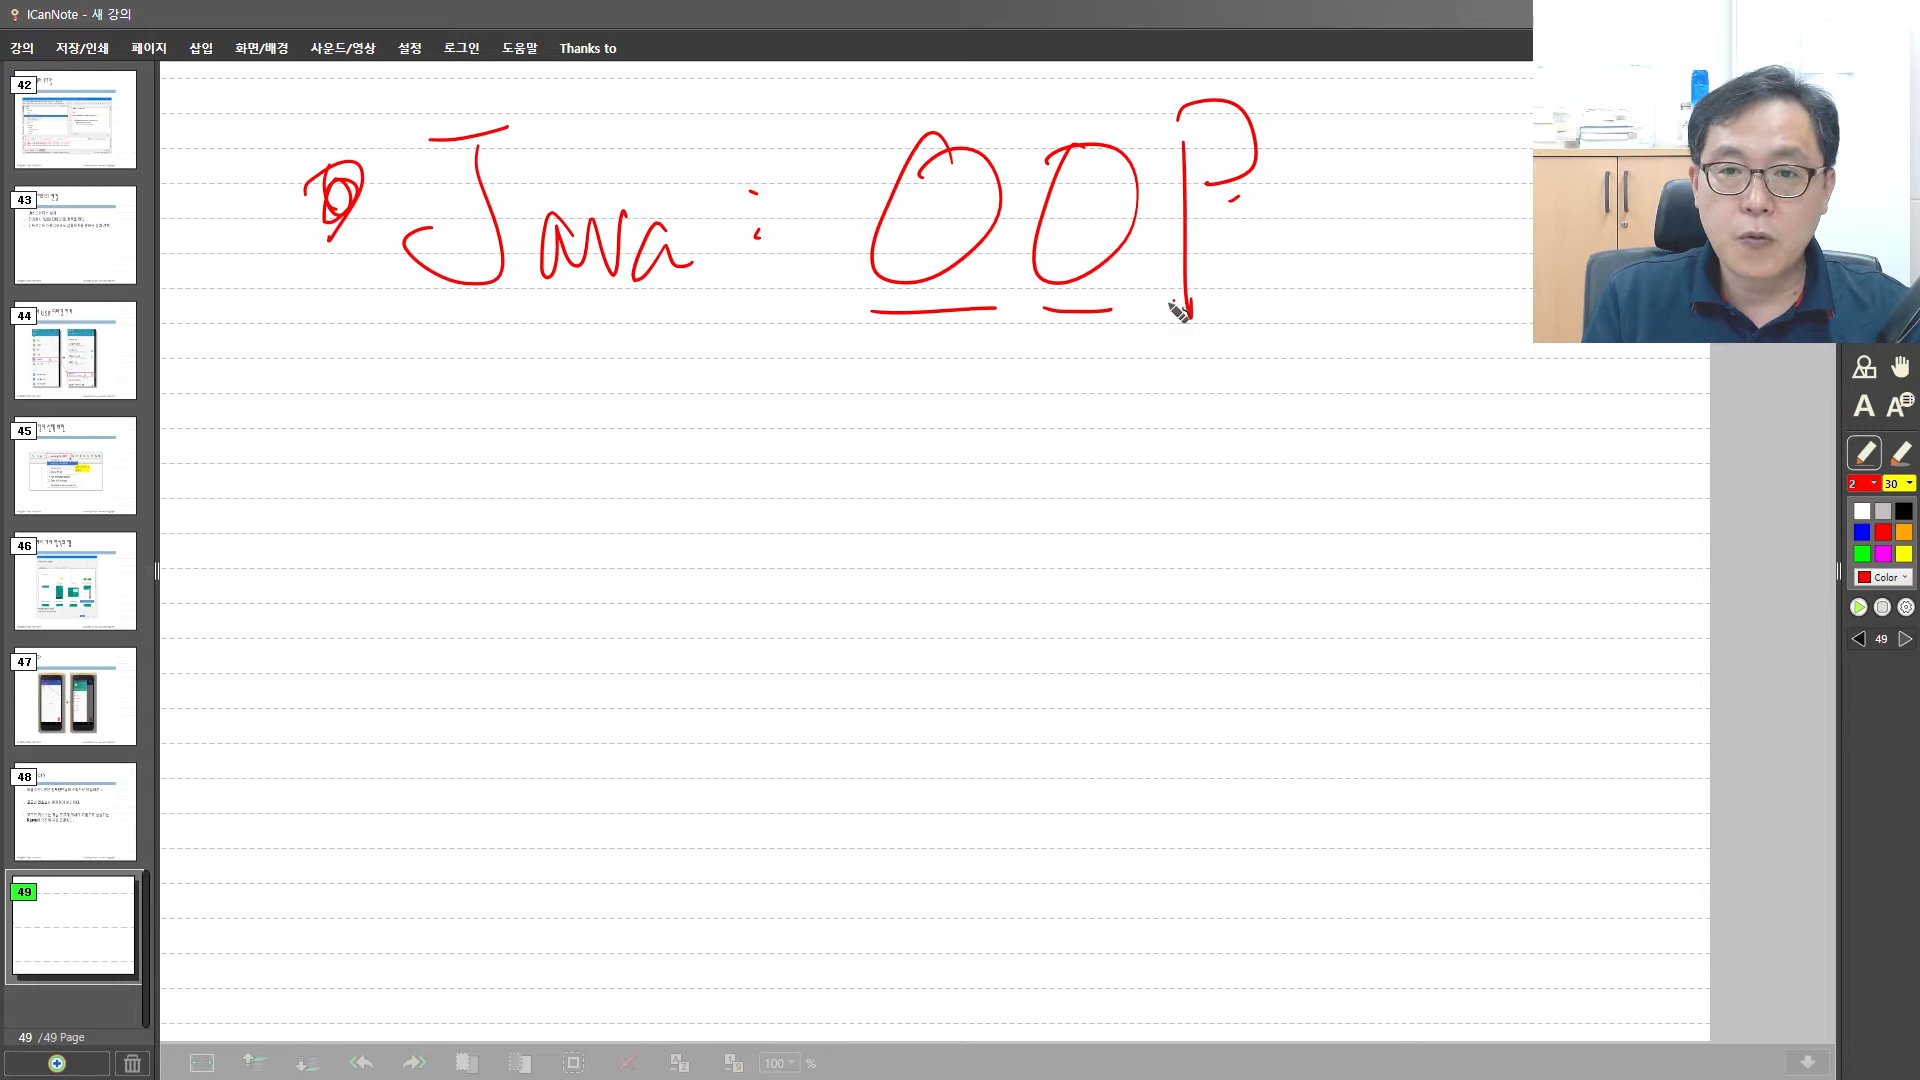 ICanNote - 새 강의
강의 저장/인쇄 페이지 삽입 화면/배경 사운드/영상 설정 로그인 도움말 Thanks to
42
43
44
45
46
47
48
49
Java : OOP
2 30
Color
49
49 /49 Page
100 %